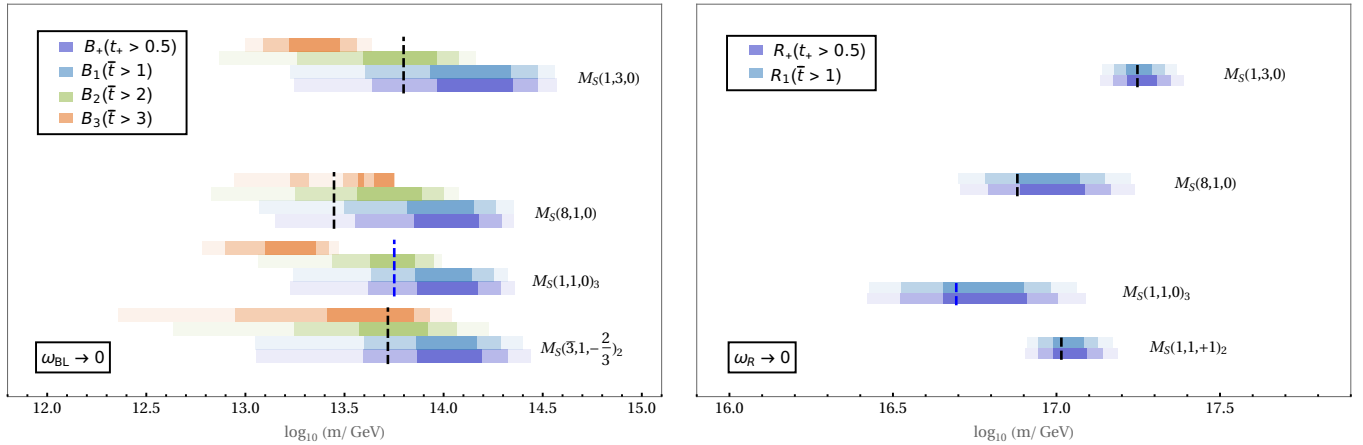 B₊(t₊ > 0.5)
B₁(t̄ > 1)
B₂(t̄ > 2)
B₃(t̄ > 3)
M_S(1,3,0)
M_S(8,1,0)
M_S(1,1,0)₃
M_S(3̄,1,-2/3)₂
ω_BL → 0
12.0 12.5 13.0 13.5 14.0 14.5 15.0
log₁₀ (m/ GeV)
R₊(t₊ > 0.5)
R₁(t̄ > 1)
M_S(1,3,0)
M_S(8,1,0)
M_S(1,1,0)₃
M_S(1,1,+1)₂
ω_R → 0
16.0 16.5 17.0 17.5
log₁₀ (m/ GeV)